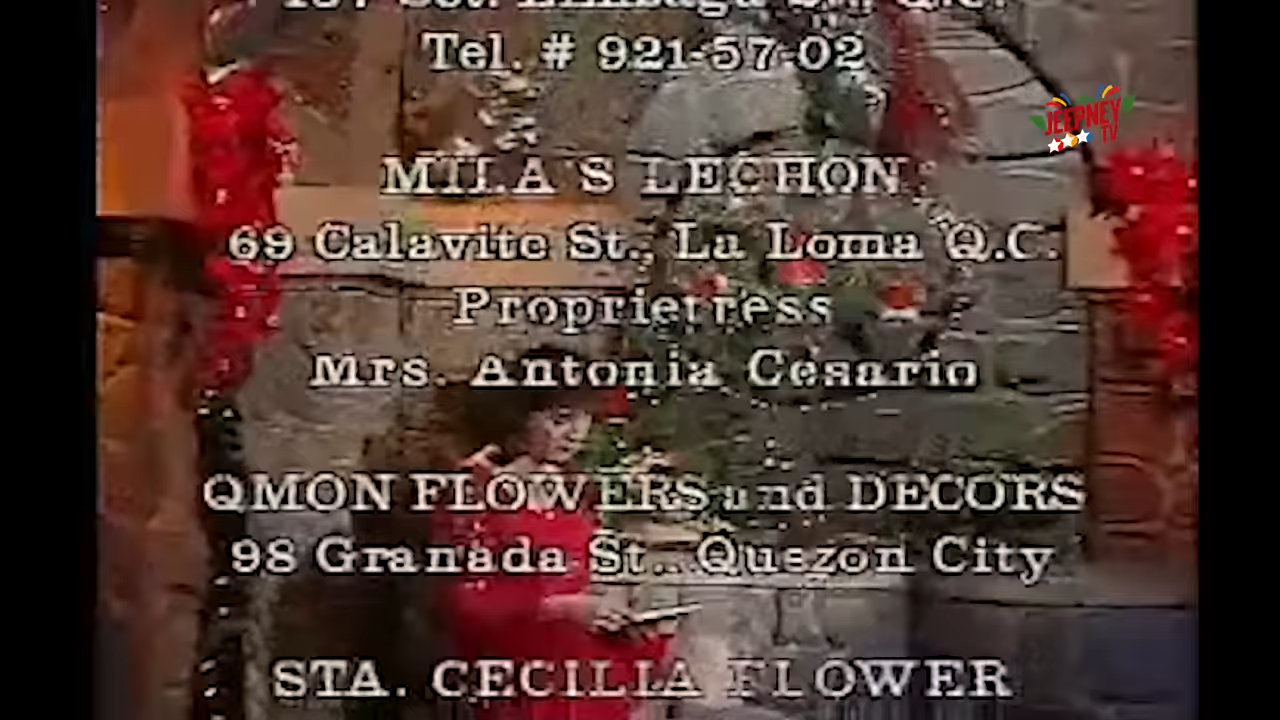 Tel. # 921-57-02
MILA'S LECHON
69 Calavite St., La Loma Q.C.
Proprietress
Mrs. Antonia Cesario
QMON FLOWERS and DECORS
98 Granada St., Quezon City
STA. CECILIA FLOWER
JEEPNEY
TV